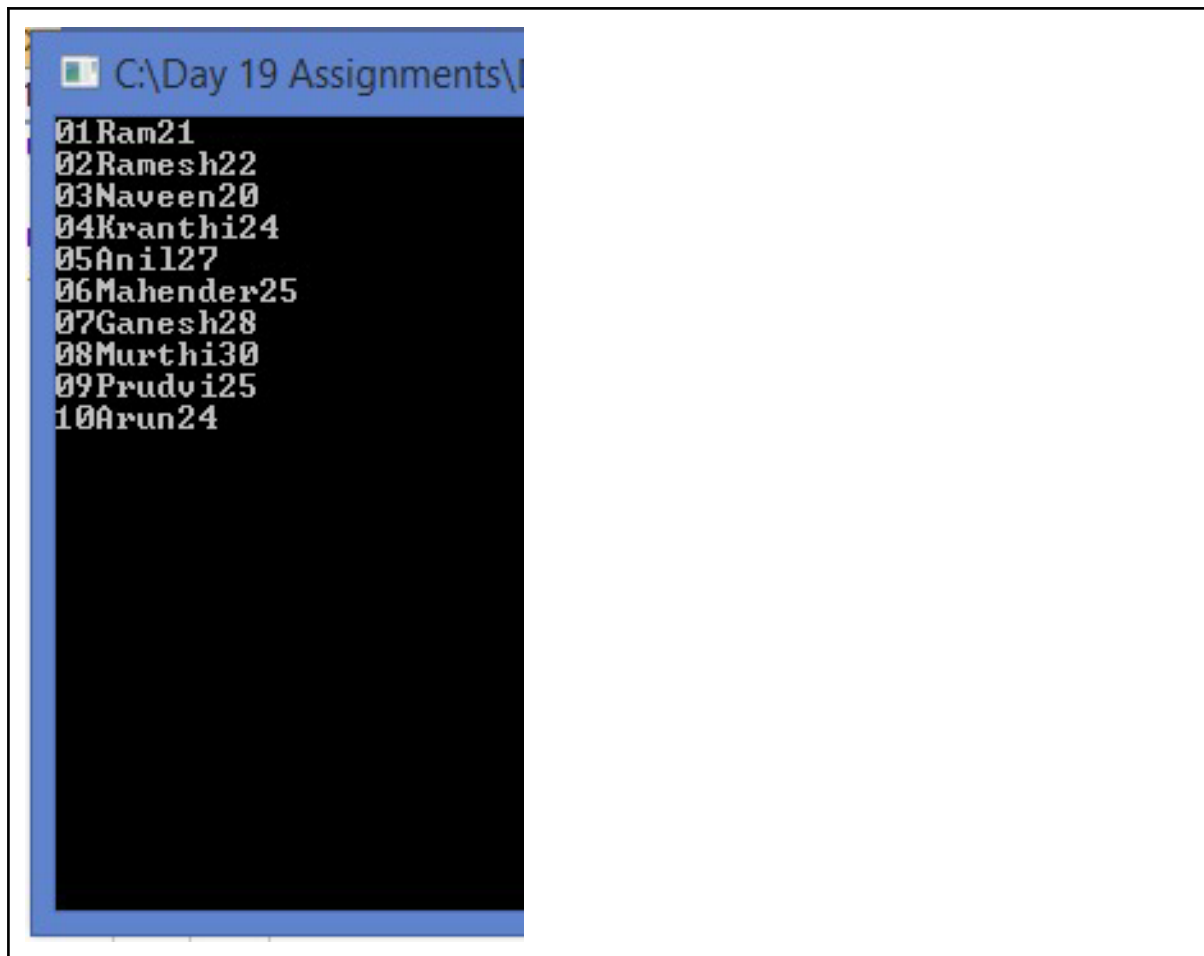 C:\Day 19 Assignments\
01Ram21
02Ramesh22
03Naveen20
04Kranthi24
05Anil27
06Mahender25
07Ganesh28
08Murthi30
09Prudvi25
10Arun24